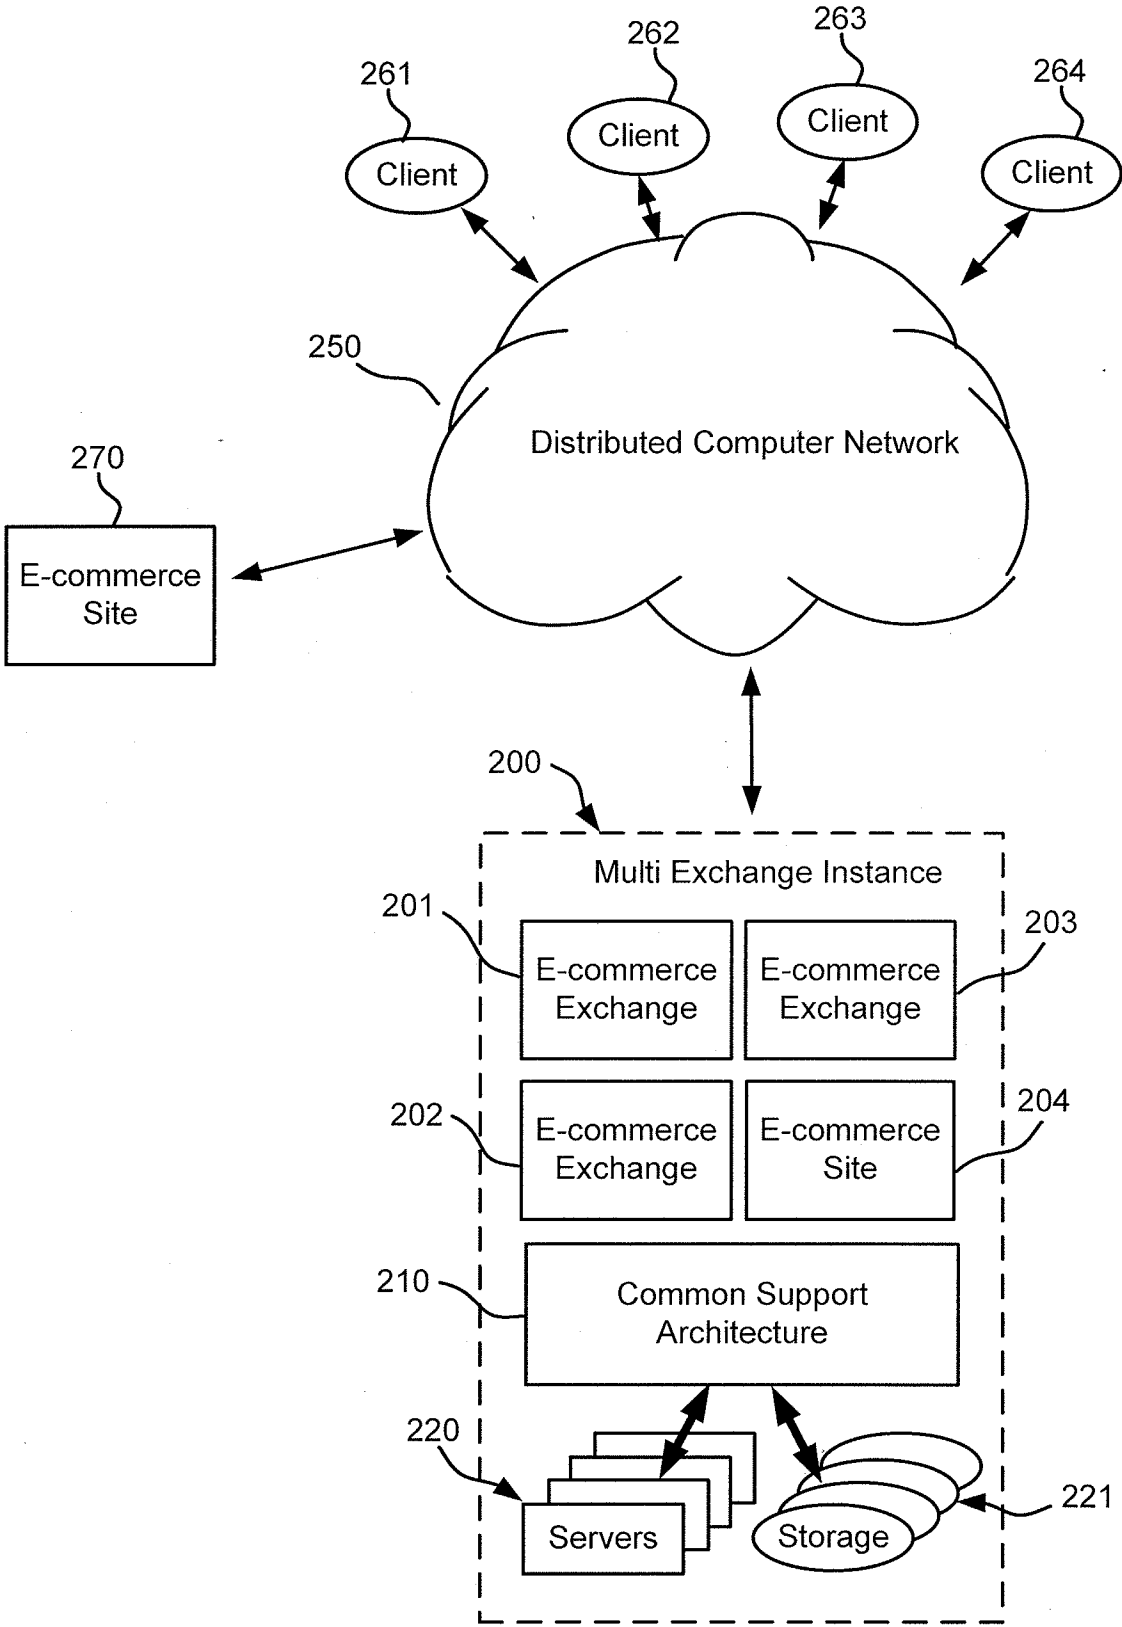 263
262
261
264
Client
Client
Client
Client
250
Distributed Computer Network
270
E-commerce
Site
200
Multi Exchange Instance
201
203
E-commerce
Exchange
E-commerce
Exchange
202
204
E-commerce
Exchange
E-commerce
Site
210
Common Support
Architecture
220
221
Servers
Storage